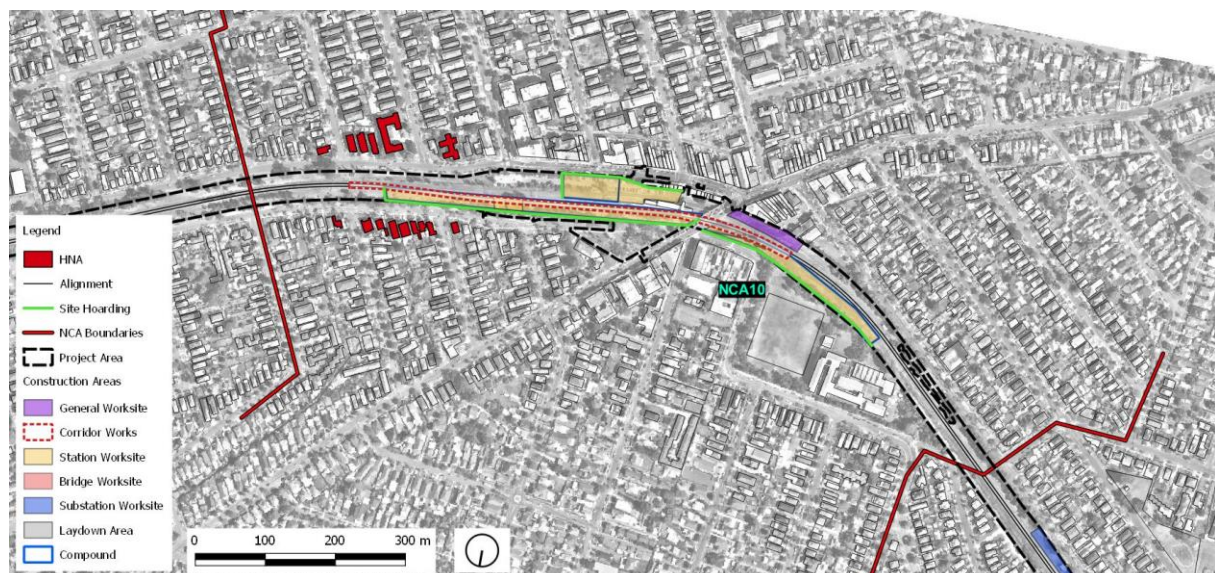 NCA10
Legend
HNA
Alignment
Site Hoarding
NCA Boundaries
Project Area
Construction Areas
General Worksite
Corridor Works
Station Worksite
Bridge Worksite
Substation Worksite
Laydown Area
Compound
0 100 200 300 m